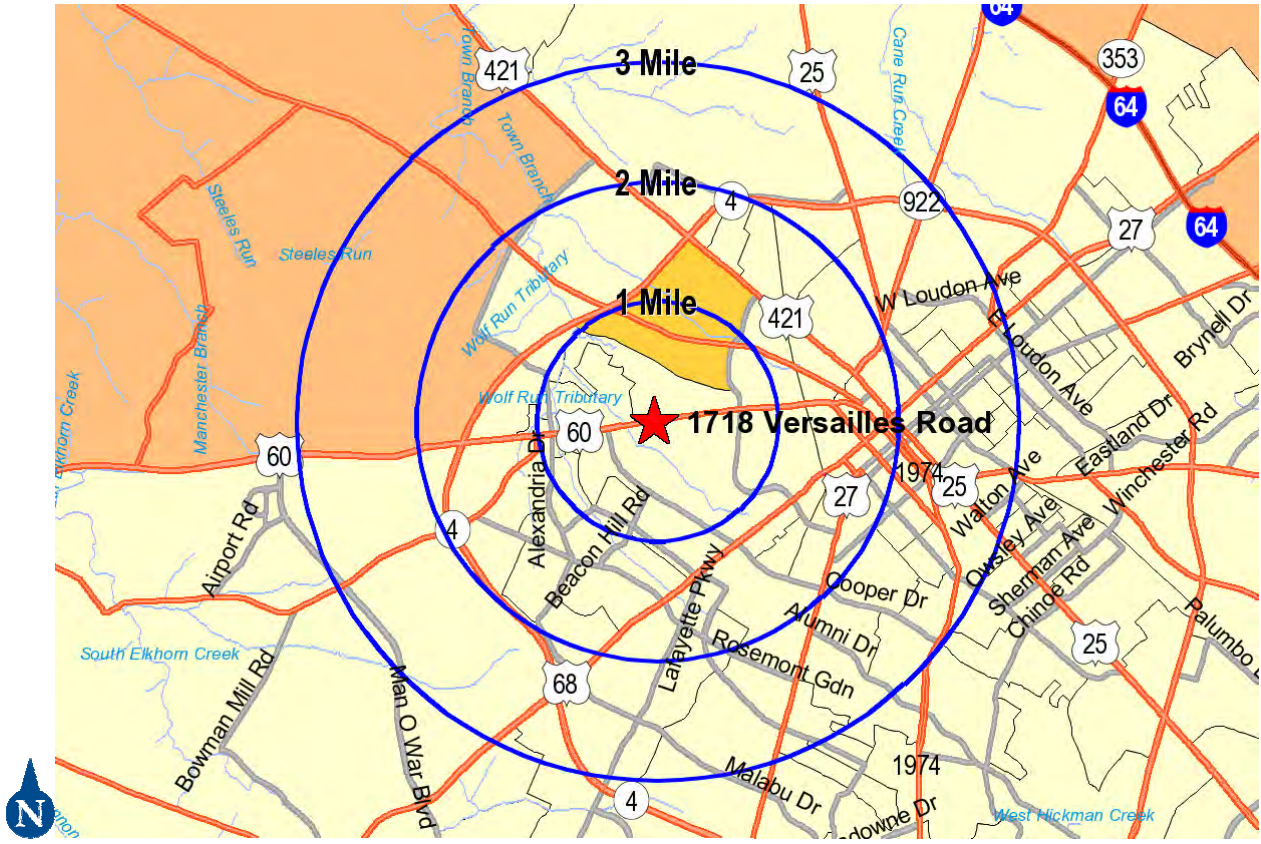 64
3 Mile
421
25
353
Town Branch
Cane Run Creek
64
Town Branch
2 Mile
4
922
27
64
Steeles Run
Steeles Run
Wolf Run Tributary
W Loudon Ave
1 Mile
421
E Loudon Ave
Brynell Dr
Manchester Branch
Elkhorn Creek
Wolf Run Tributary
60
1718 Versailles Road
Eastland Dr
Winchester Rd
60
Alexandria Dr
1974
25
27
Walton Ave
Airport Rd
4
Beacon Hill Rd
Owsley Ave
Sherman Ave
Chinoe Rd
Cooper Dr
Lafayette Pkwy
Alumni Dr
Palumbo
South Elkhorn Creek
Bowman Mill Rd
Man O War Blvd
68
Rosemont Gdn
25
Malabu Dr
1974
4
downe Dr
West Hickman Creek
N